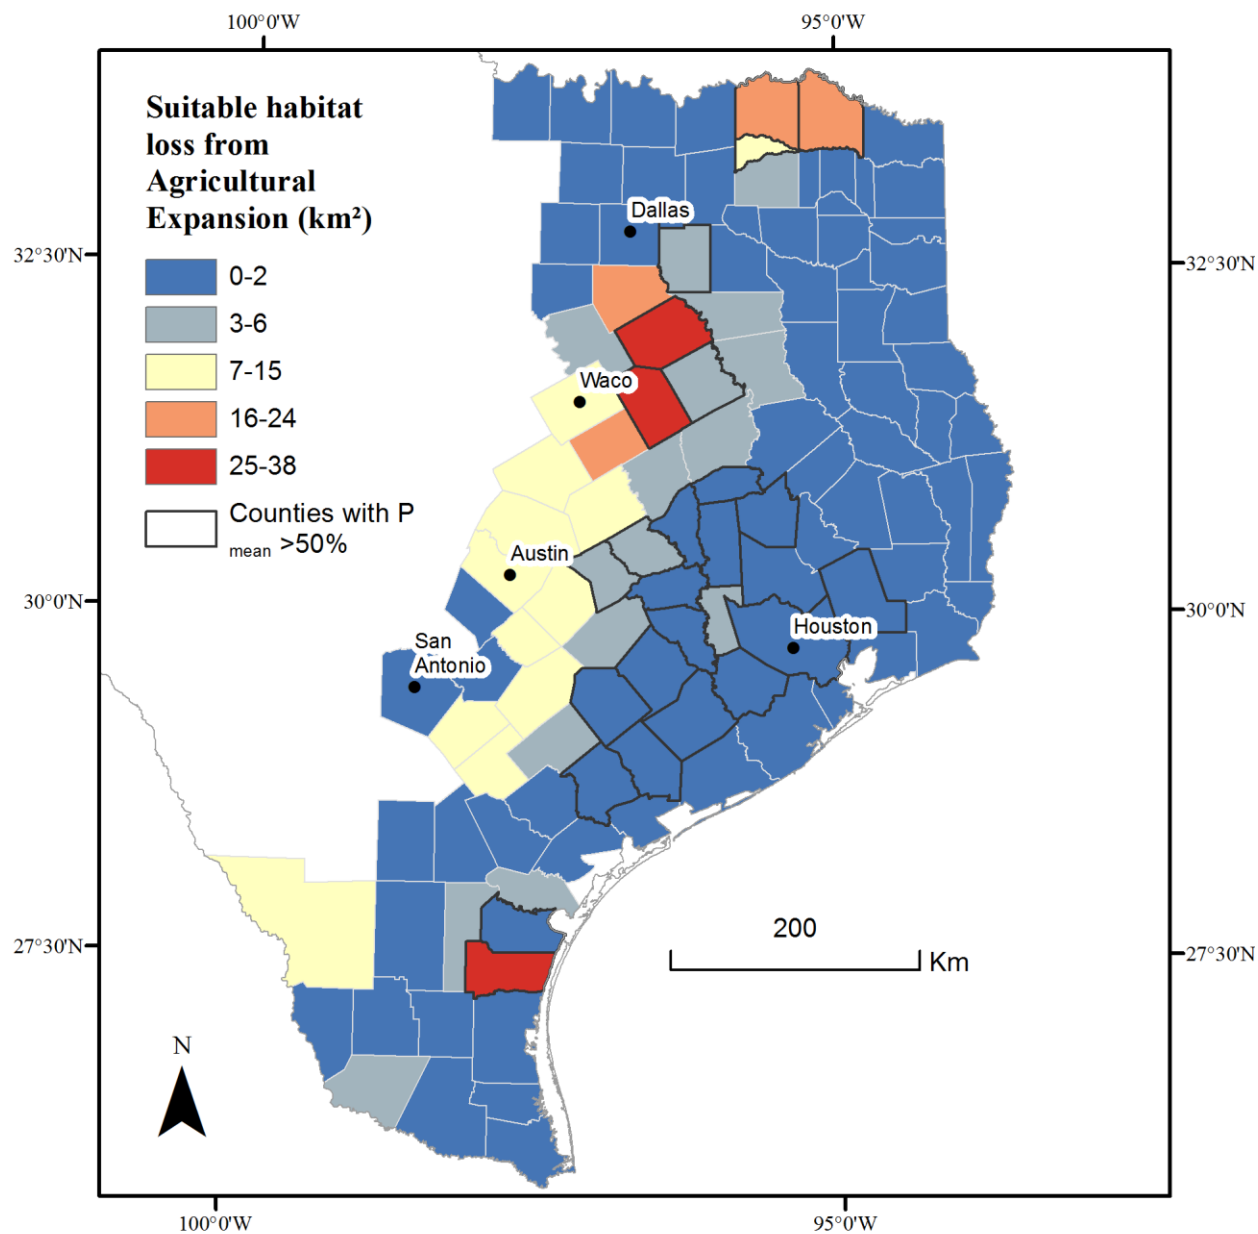 100°0'W
95°0'W
Suitable habitat
loss from
Agricultural
Expansion (km²)
0-2
3-6
7-15
16-24
25-38
Counties with P
mean >50%
32°30'N
32°30'N
Dallas
Waco
Austin
30°0'N
30°0'N
Houston
San
Antonio
27°30'N
27°30'N
200
Km
N
100°0'W
95°0'W